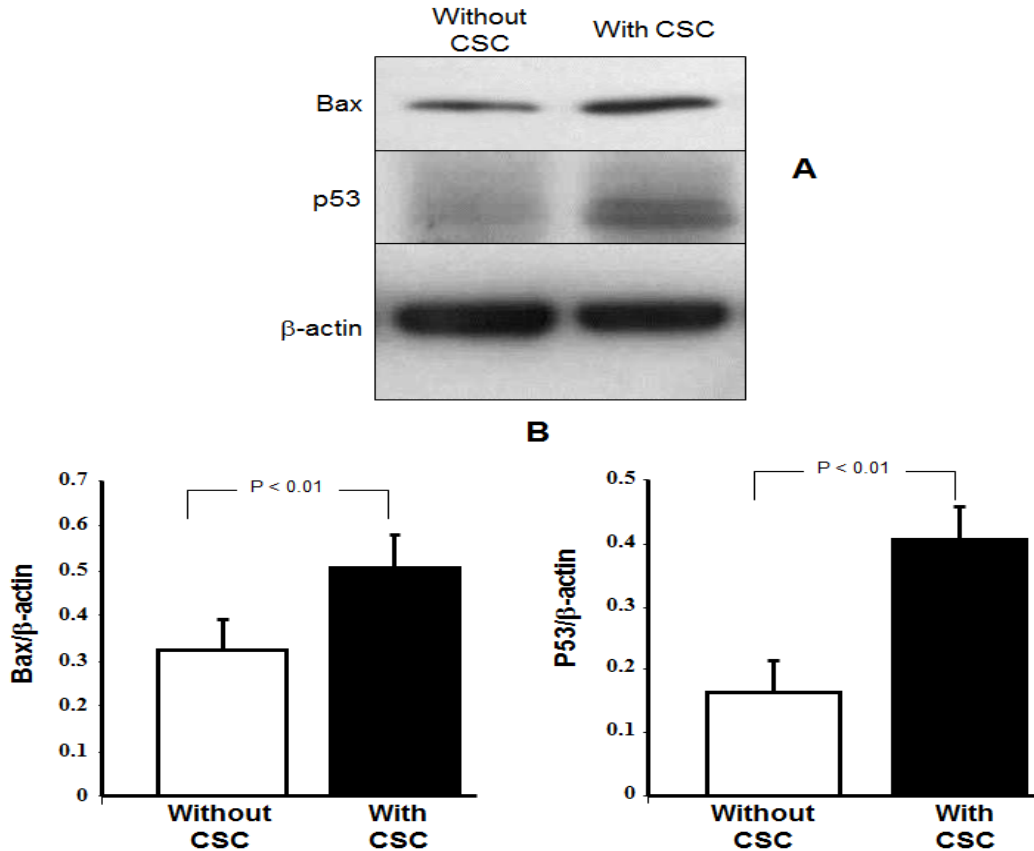 Without
CSC
With CSC
Bax
A
p53
β-actin
B
0.7
0.6
0.5
0.4
0.3
0.2
0.1
0
Bax/β-actin
P < 0.01
Without
CSC
With
CSC
0.5
0.4
0.3
0.2
0.1
0
P53/β-actin
P < 0.01
Without
CSC
With
CSC